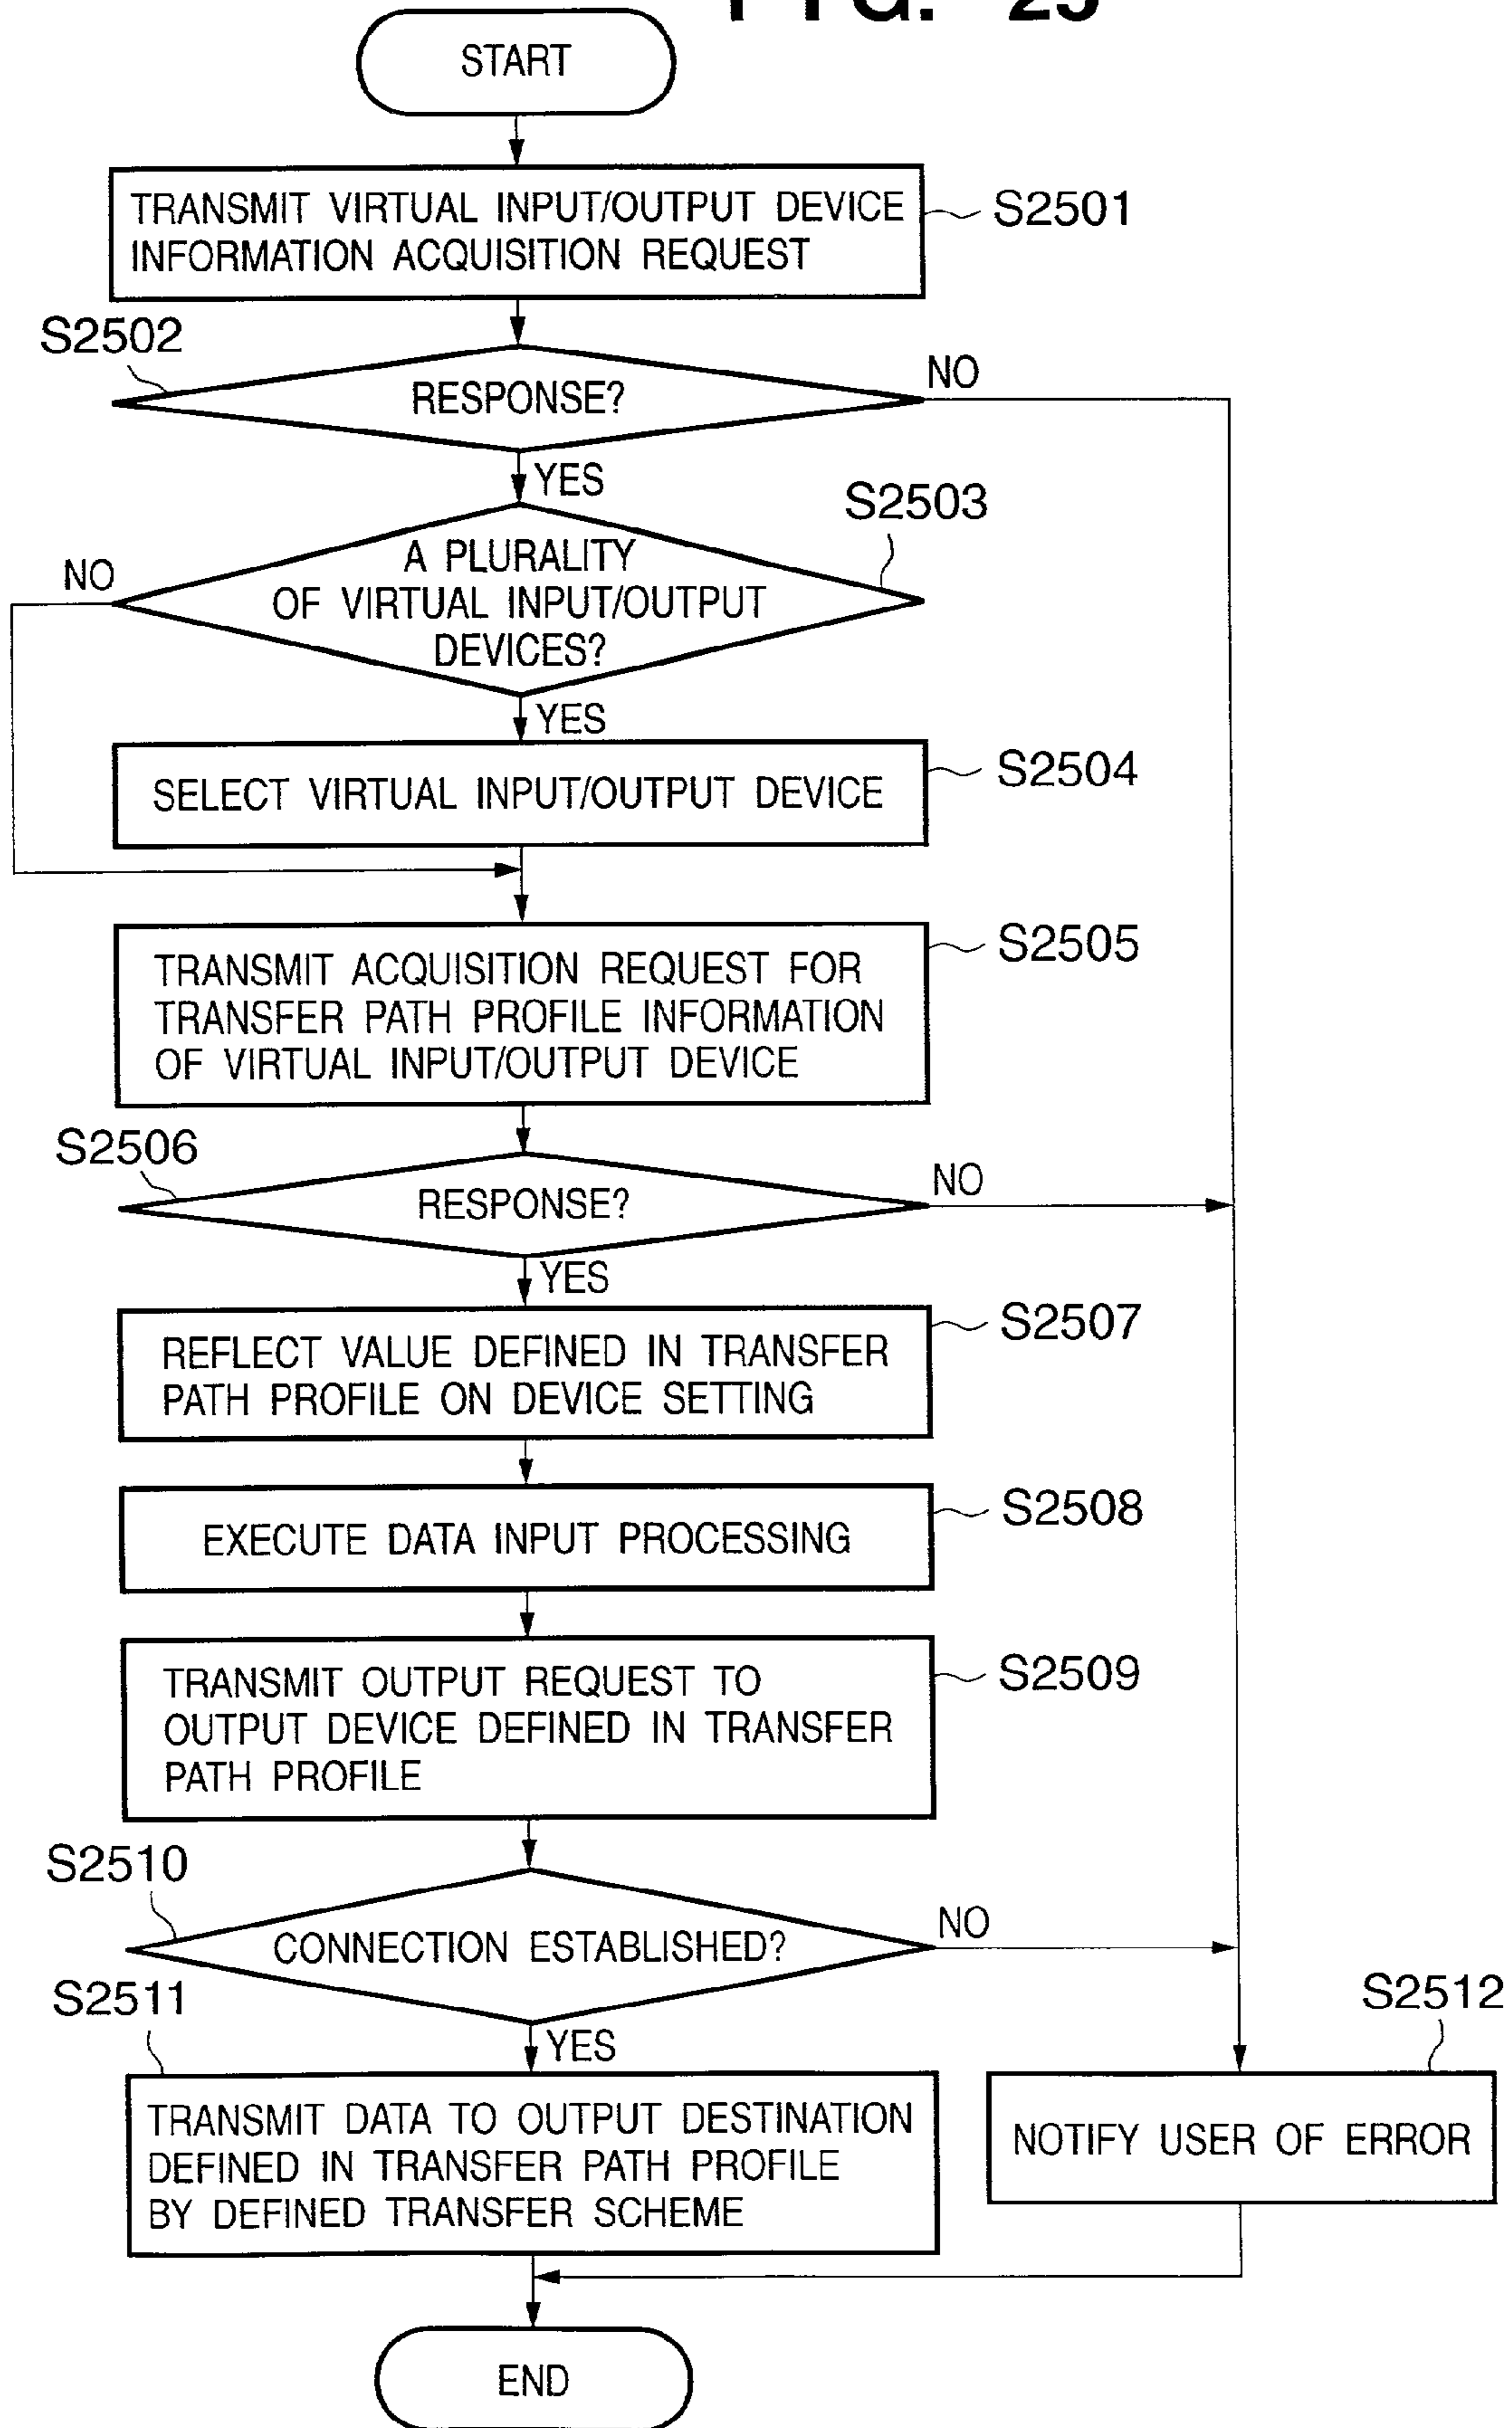 START
TRANSMIT VIRTUAL INPUT/OUTPUT DEVICE
INFORMATION ACQUISITION REQUEST
S2501
S2502
RESPONSE?
NO
YES
S2503
A PLURALITY
OF VIRTUAL INPUT/OUTPUT
DEVICES?
NO
YES
SELECT VIRTUAL INPUT/OUTPUT DEVICE
S2504
TRANSMIT ACQUISITION REQUEST FOR
TRANSFER PATH PROFILE INFORMATION
OF VIRTUAL INPUT/OUTPUT DEVICE
S2505
S2506
RESPONSE?
NO
YES
REFLECT VALUE DEFINED IN TRANSFER
PATH PROFILE ON DEVICE SETTING
S2507
EXECUTE DATA INPUT PROCESSING
S2508
TRANSMIT OUTPUT REQUEST TO
OUTPUT DEVICE DEFINED IN TRANSFER
PATH PROFILE
S2509
S2510
CONNECTION ESTABLISHED?
NO
YES
S2511
TRANSMIT DATA TO OUTPUT DESTINATION
DEFINED IN TRANSFER PATH PROFILE
BY DEFINED TRANSFER SCHEME
S2512
NOTIFY USER OF ERROR
END